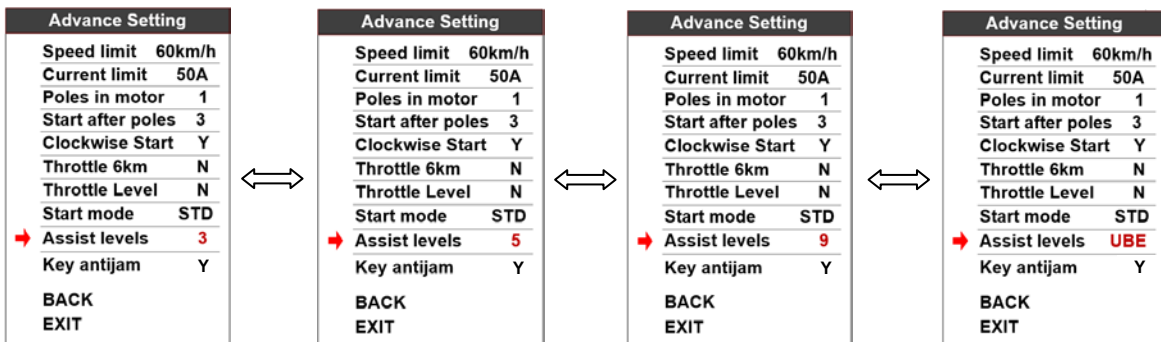 Advance Setting
Speed limit 60km/h
Current limit 50A
Poles in motor 1
Start after poles 3
Clockwise Start Y
Throttle 6km N
Throttle Level N
Start mode STD
Assist levels 3
Key antijam Y
BACK
EXIT
Advance Setting
Speed limit 60km/h
Current limit 50A
Poles in motor 1
Start after poles 3
Clockwise Start Y
Throttle 6km N
Throttle Level N
Start mode STD
Assist levels 5
Key antijam Y
BACK
EXIT
Advance Setting
Speed limit 60km/h
Current limit 50A
Poles in motor 1
Start after poles 3
Clockwise Start Y
Throttle 6km N
Throttle Level N
Start mode STD
Assist levels 9
Key antijam Y
BACK
EXIT
Advance Setting
Speed limit 60km/h
Current limit 50A
Poles in motor 1
Start after poles 3
Clockwise Start Y
Throttle 6km N
Throttle Level N
Start mode STD
Assist levels UBE
Key antijam Y
BACK
EXIT